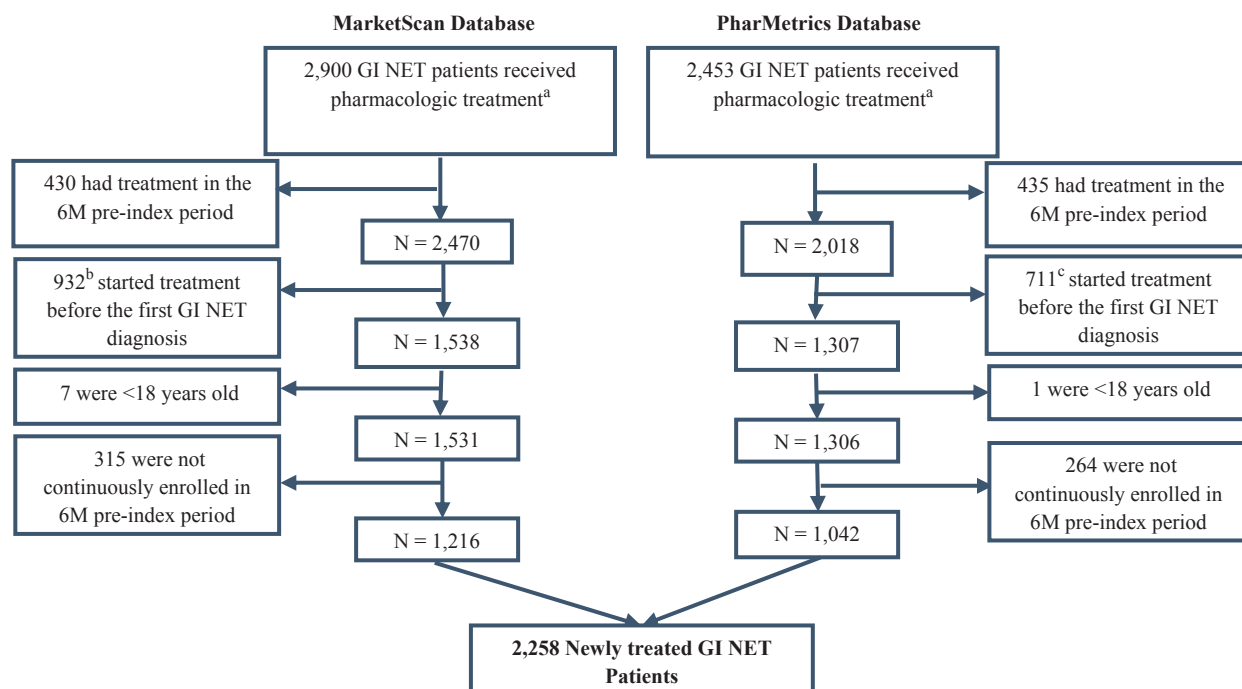 MarketScan Database
PharMetrics Database
2,900 GI NET patients received
pharmacologic treatmentᵃ
2,453 GI NET patients received
pharmacologic treatmentᵃ
430 had treatment in the
6M pre-index period
435 had treatment in the
6M pre-index period
N = 2,470
N = 2,018
932ᵇ started treatment
before the first GI NET
diagnosis
711ᶜ started treatment
before the first GI NET
diagnosis
N = 1,538
N = 1,307
7 were <18 years old
1 were <18 years old
N = 1,531
N = 1,306
315 were not
continuously enrolled in
6M pre-index period
264 were not
continuously enrolled in
6M pre-index period
N = 1,216
N = 1,042
2,258 Newly treated GI NET
Patients